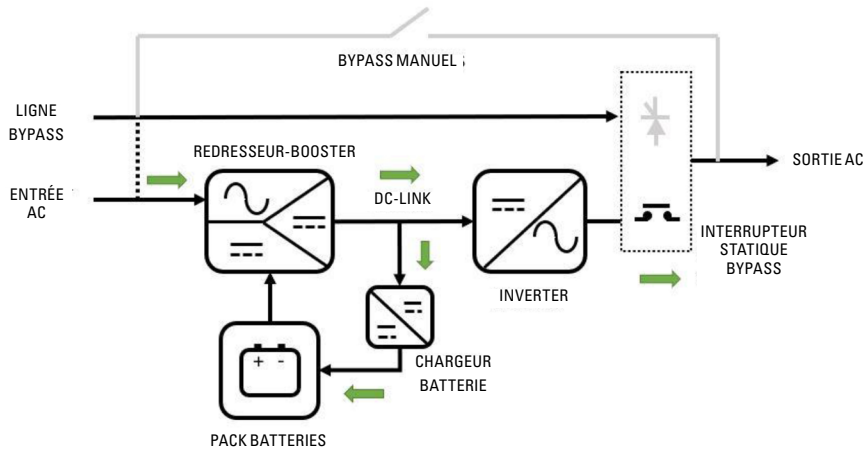 BYPASS MANUEL
LIGNE
BYPASS
REDRESSEUR-BOOSTER
SORTIE AC
ENTRÉE
AC
DC-LINK
INTERRUPTEUR
STATIQUE
BYPASS
INVERTER
+ -
CHARGEUR
BATTERIE
PACK BATTERIES